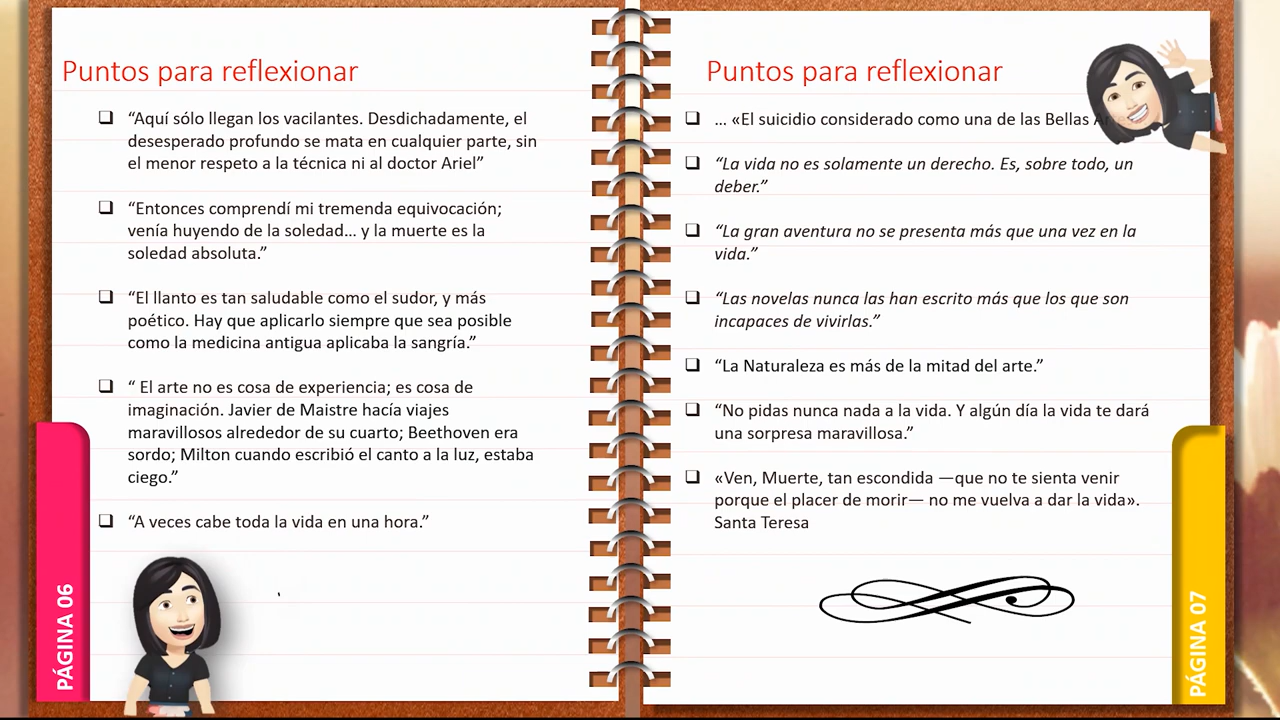 Puntos para reflexionar
❑ “Aquí sólo llegan los vacilantes. Desdichadamente, el
desesperado profundo se mata en cualquier parte, sin
el menor respeto a la técnica ni al doctor Ariel”
❑ “Entonces comprendí mi tremenda equivocación;
venía huyendo de la soledad… y la muerte es la
soledad absoluta.”
❑ “El llanto es tan saludable como el sudor, y más
poético. Hay que aplicarlo siempre que sea posible
como la medicina antigua aplicaba la sangría.”
❑ “ El arte no es cosa de experiencia; es cosa de
imaginación. Javier de Maistre hacía viajes
maravillosos alrededor de su cuarto; Beethoven era
sordo; Milton cuando escribió el canto a la luz, estaba
ciego.”
❑ “A veces cabe toda la vida en una hora.”
PÁGINA 06
Puntos para reflexionar
❑ … «El suicidio considerado como una de las Bellas
❑ “La vida no es solamente un derecho. Es, sobre todo, un
deber.”
❑ “La gran aventura no se presenta más que una vez en la
vida.”
❑ “Las novelas nunca las han escrito más que los que son
incapaces de vivirlas.”
❑ “La Naturaleza es más de la mitad del arte.”
❑ “No pidas nunca nada a la vida. Y algún día la vida te dará
una sorpresa maravillosa.”
❑ «Ven, Muerte, tan escondida —que no te sienta venir
porque el placer de morir— no me vuelva a dar la vida».
Santa Teresa
PÁGINA 07